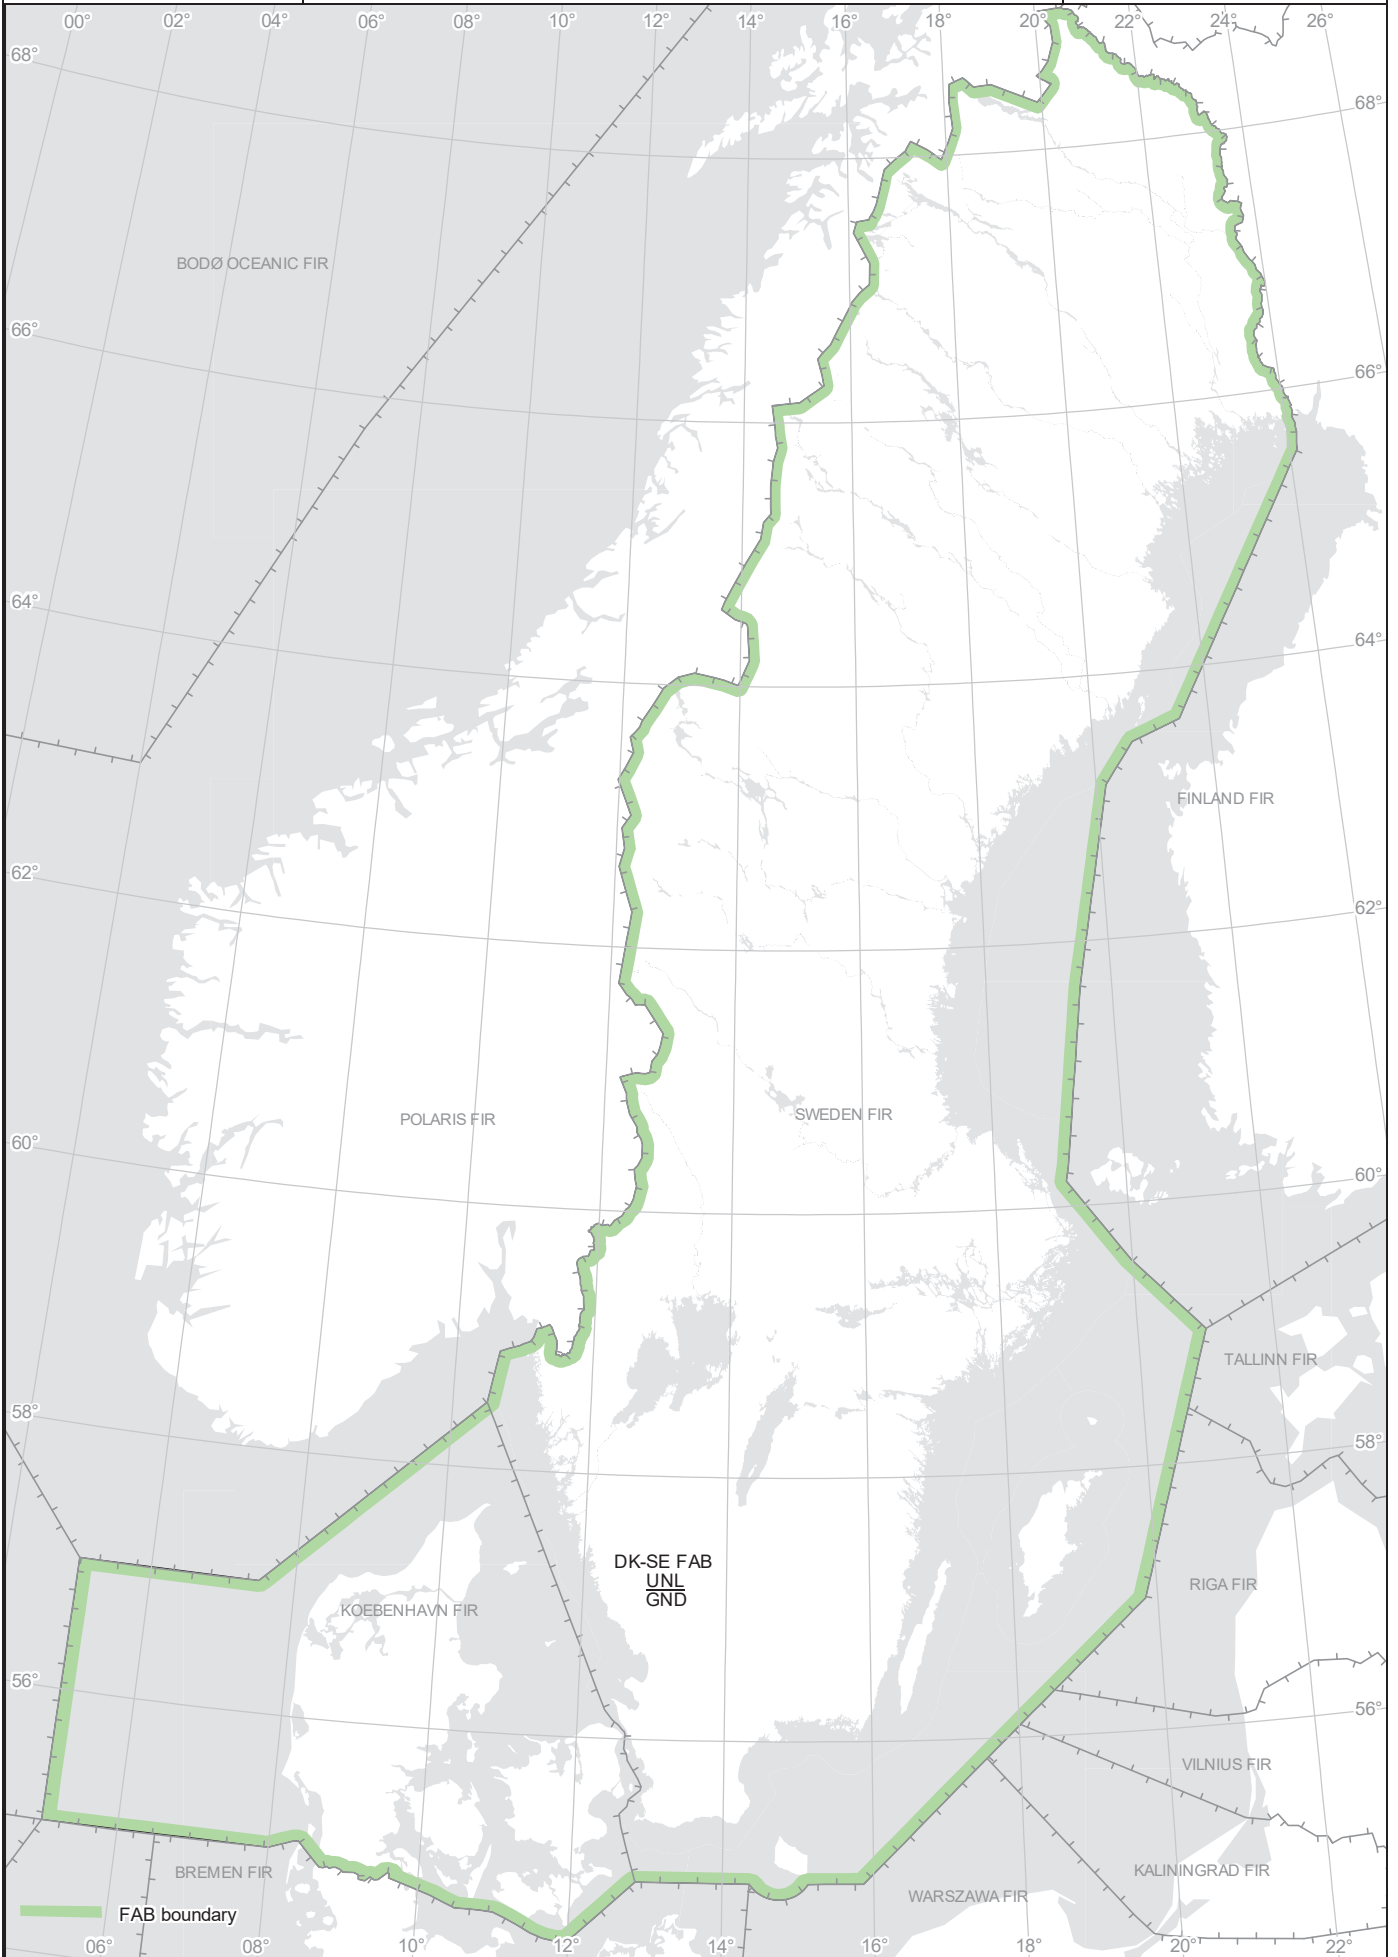 00° 02° 04° 06° 08° 10° 12° 14° 16° 18° 20° 22° 24° 26°
68°
68°
BODØ OCEANIC FIR
66°
66°
64°
64°
FINLAND FIR
62°
62°
POLARIS FIR
SWEDEN FIR
60°
60°
TALLINN FIR
58°
58°
DK-SE FAB
UNL
GND
KOEBENHAVN FIR
RIGA FIR
56°
56°
VILNIUS FIR
BREMEN FIR
KALININGRAD FIR
WARSZAWA FIR
FAB boundary
06° 08° 10° 12° 14° 16° 18° 20° 22°